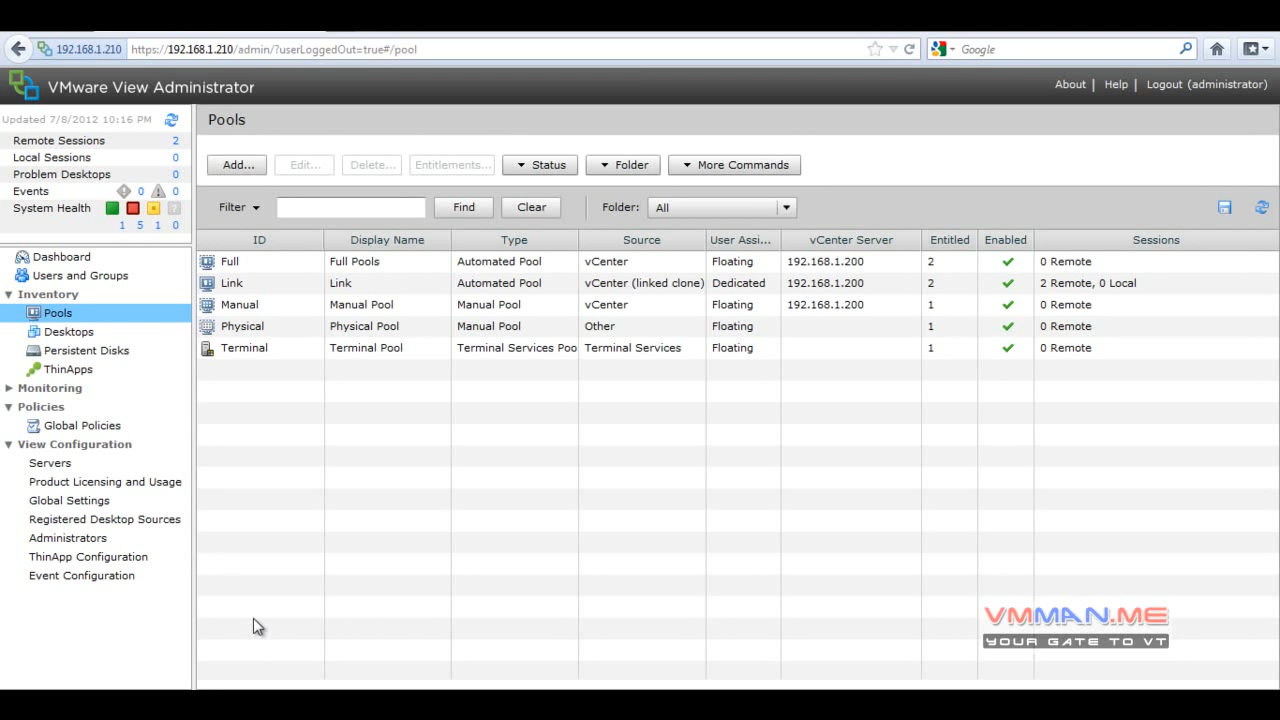 192.168.1.210 https://192.168.1.210/admin/?userLoggedOut=true#/pool Google
VMware View Administrator About | Help | Logout (administrator)
Updated 7/8/2012 10:16 PM
Remote Sessions 2
Local Sessions 0
Problem Desktops 0
Events 0 0
System Health ?
1 5 1 0
Dashboard
Users and Groups
Inventory
Pools
Desktops
Persistent Disks
ThinApps
Monitoring
Policies
Global Policies
View Configuration
Servers
Product Licensing and Usage
Global Settings
Registered Desktop Sources
Administrators
ThinApp Configuration
Event Configuration
Pools
Add... Edit... Delete... Entitlements... Status Folder More Commands
Filter Find Clear Folder: All
ID Display Name Type Source User Assi... vCenter Server Entitled Enabled Sessions
Full Full Pools Automated Pool vCenter Floating 192.168.1.200 2 0 Remote
Link Link Automated Pool vCenter (linked clone) Dedicated 192.168.1.200 2 2 Remote, 0 Local
Manual Manual Pool Manual Pool vCenter Floating 192.168.1.200 1 0 Remote
Physical Physical Pool Manual Pool Other Floating 1 0 Remote
Terminal Terminal Pool Terminal Services Poo Terminal Services Floating 1 0 Remote
VMMAN.ME
YOUR GATE TO VT